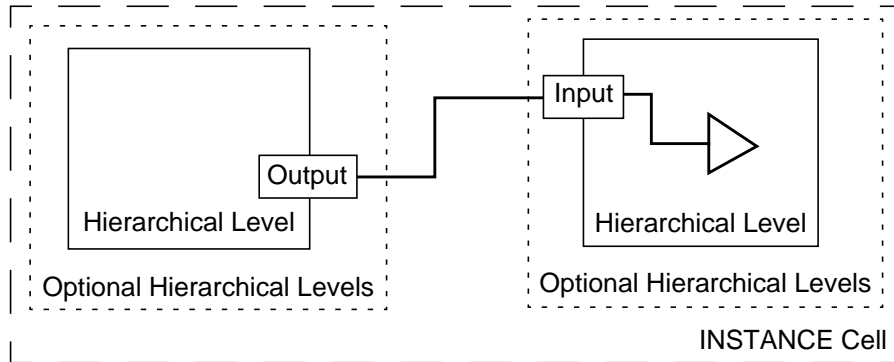 Input
Output
Hierarchical Level
Hierarchical Level
Optional Hierarchical Levels
Optional Hierarchical Levels
INSTANCE Cell